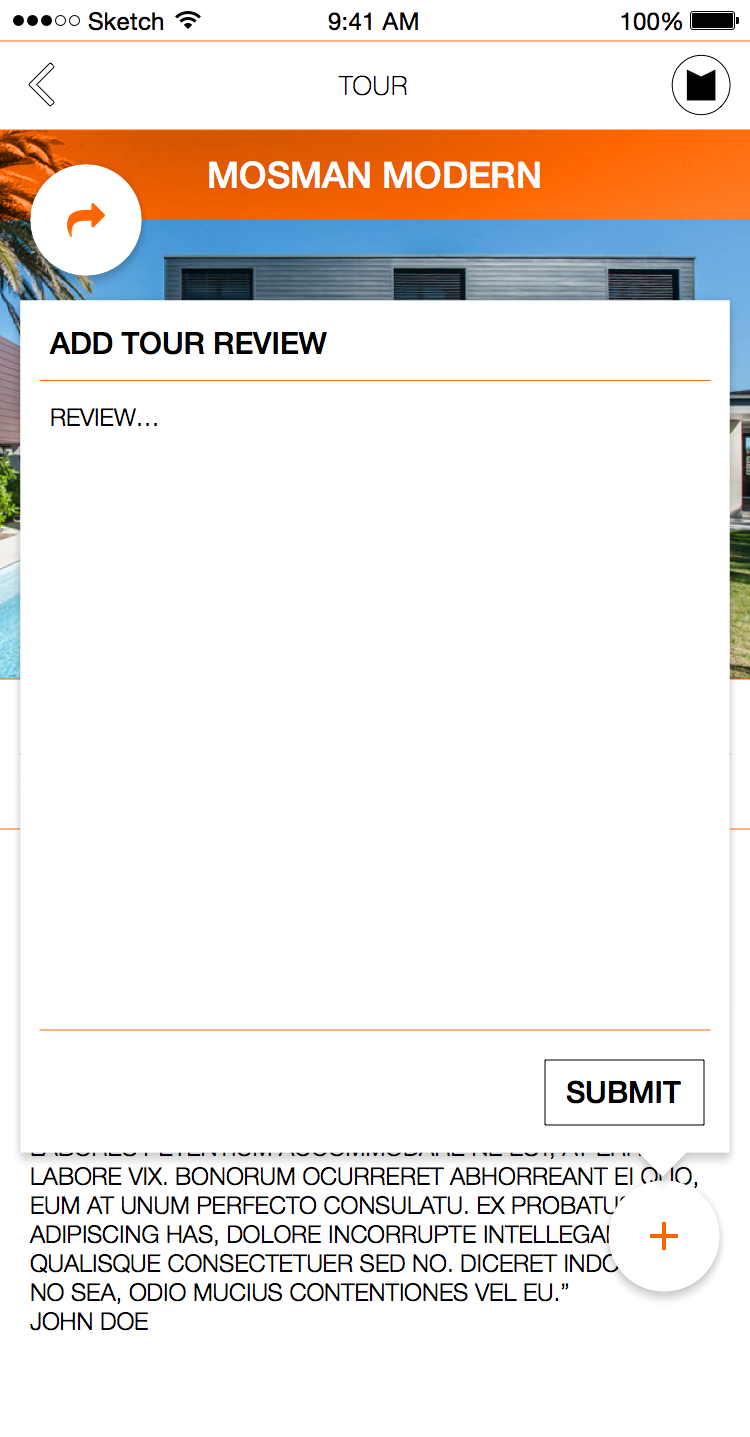 Sketch 9:41 AM 100%
TOUR
MOSMAN MODERN
ADD TOUR REVIEW
REVIEW…
SUBMIT
LABORE VIX. BONORUM OCURRERET ABHORREANT EI QUO,
EUM AT UNUM PERFECTO CONSULATU. EX
ADIPISCING HAS, DOLORE INCORRUPTE
QUALISQUE CONSECTETUER SED NO. DICERET
NO SEA, ODIO MUCIUS CONTENTIONES VEL EU.”
JOHN DOE